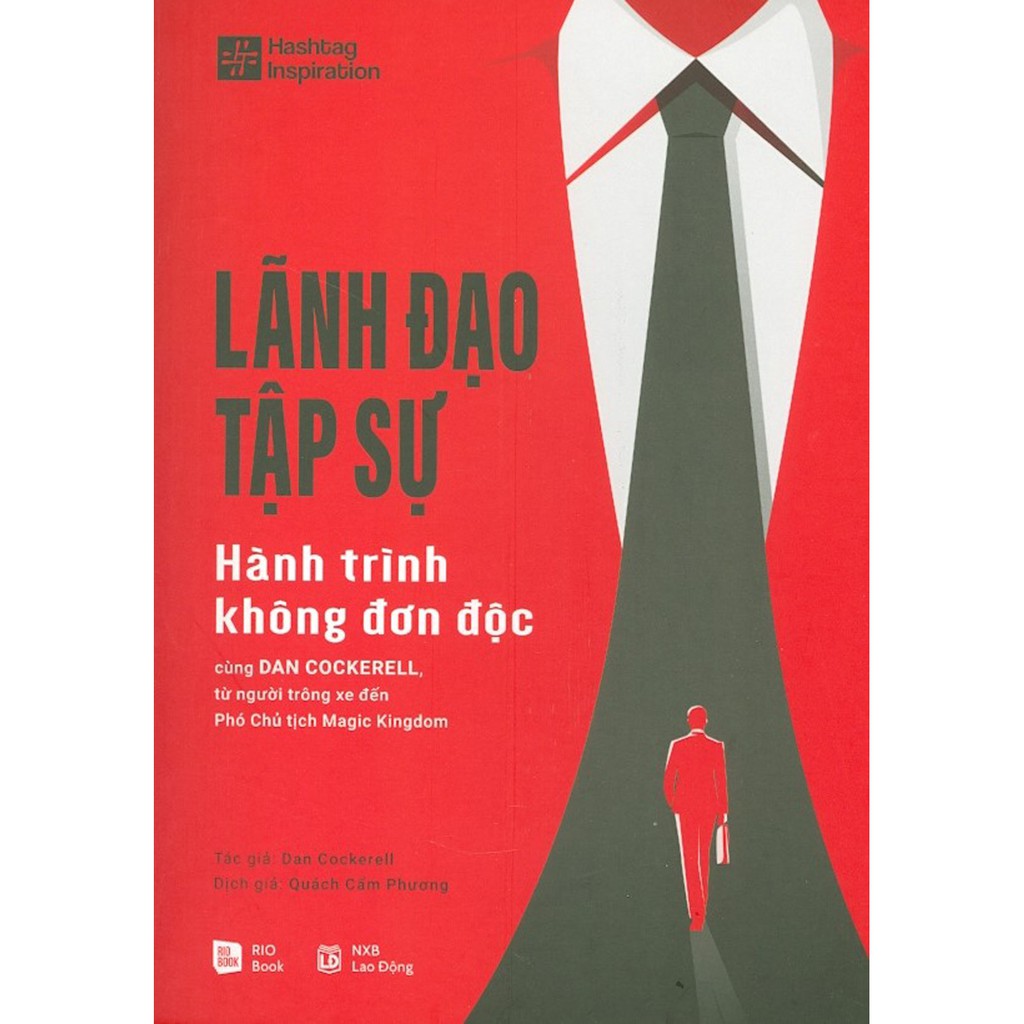 Hashtag
Inspiration
LÃNH ĐẠO
TẬP SỰ
Hành trình
không đơn độc
cùng DAN COCKERELL,
từ người trông xe đến
Phó Chủ tịch Magic Kingdom
Tác giả: Dan Cockerell
Dịch giả: Quách Cẩm Phương
RIO
BOOK
RIO
Book
LĐ
NXB
Lao Động